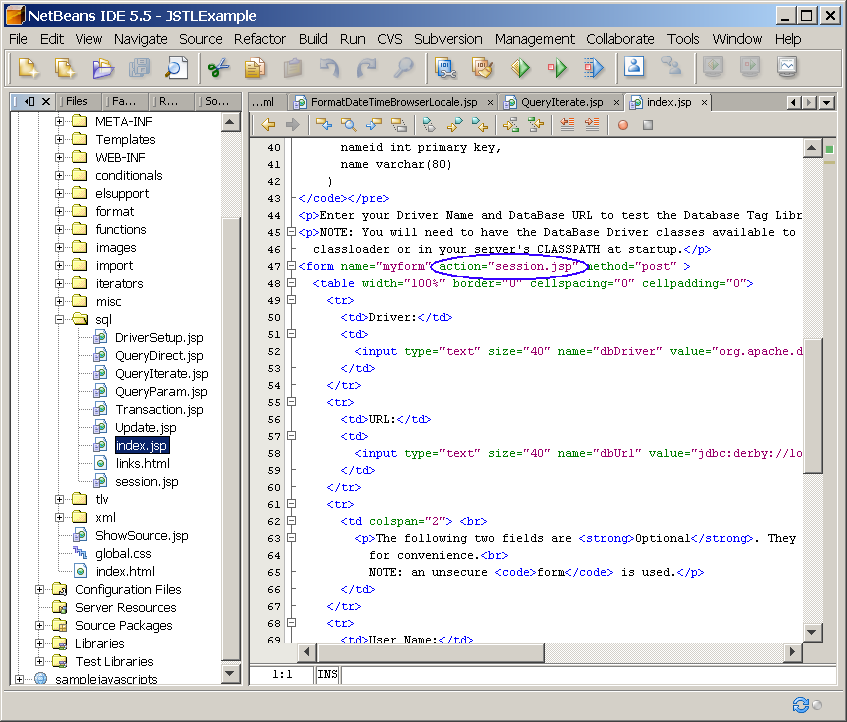 NetBeans IDE 5.5 - JSTLExample
File Edit View Navigate Source Refactor Build Run CVS Subversion Management Collaborate Tools Window Help
Files Fa... R... So...
...ml FormatDateTimeBrowserLocale.jsp QueryIterate.jsp index.jsp
META-INF
Templates
WEB-INF
conditionals
elsupport
format
functions
images
import
iterators
misc
sql
DriverSetup.jsp
QueryDirect.jsp
QueryIterate.jsp
QueryParam.jsp
Transaction.jsp
Update.jsp
index.jsp
links.html
session.jsp
tlv
xml
ShowSource.jsp
global.css
index.html
Configuration Files
Server Resources
Source Packages
Libraries
Test Libraries
samplejavascripts
40 nameid int primary key,
41 name varchar(80)
42 )
43 </code></pre>
44 <p>Enter your Driver Name and DataBase URL to test the Database Tag Libr
45 <p>NOTE: You will need to have the DataBase Driver classes available to
46 classloader or in your server's CLASSPATH at startup.</p>
47 <form name="myform" action="session.jsp" method="post" >
48 <table width="100%" border="0" cellspacing="0" cellpadding="0">
49 <tr>
50 <td>Driver:</td>
51 <td>
52 <input type="text" size="40" name="dbDriver" value="org.apache.d
53 </td>
54 </tr>
55 <tr>
56 <td>URL:</td>
57 <td>
58 <input type="text" size="40" name="dbUrl" value="jdbc:derby://lo
59 </td>
60 </tr>
61 <tr>
62 <td colspan="2"> <br>
63 <p>The following two fields are <strong>Optional</strong>. They
64 for convenience.<br>
65 NOTE: an unsecure <code>form</code> is used.</p>
66 </td>
67 </tr>
68 <tr>
69 <td>User Name:</td>
1:1 INS